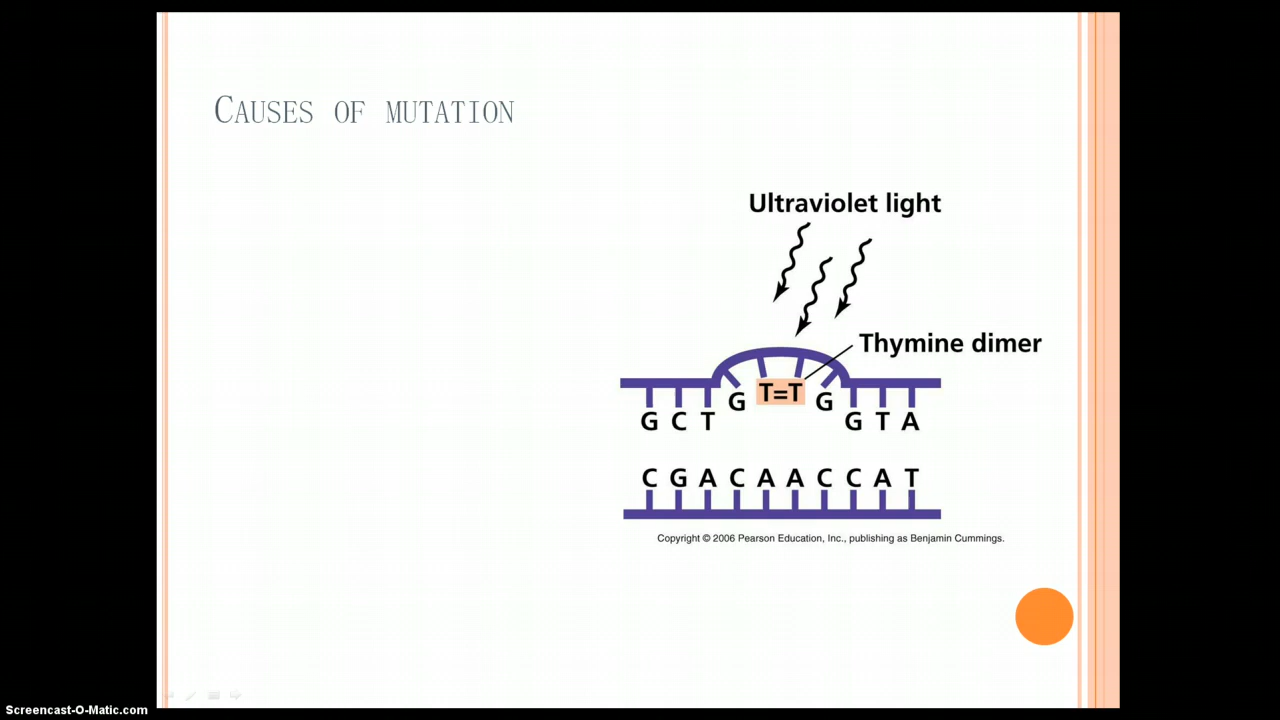 CAUSES OF MUTATION
Ultraviolet light
Thymine dimer
G C T G T=T G G T A
C G A C A A C C A T
Copyright © 2006 Pearson Education, Inc., publishing as Benjamin Cummings.
Screencast-O-Matic.com